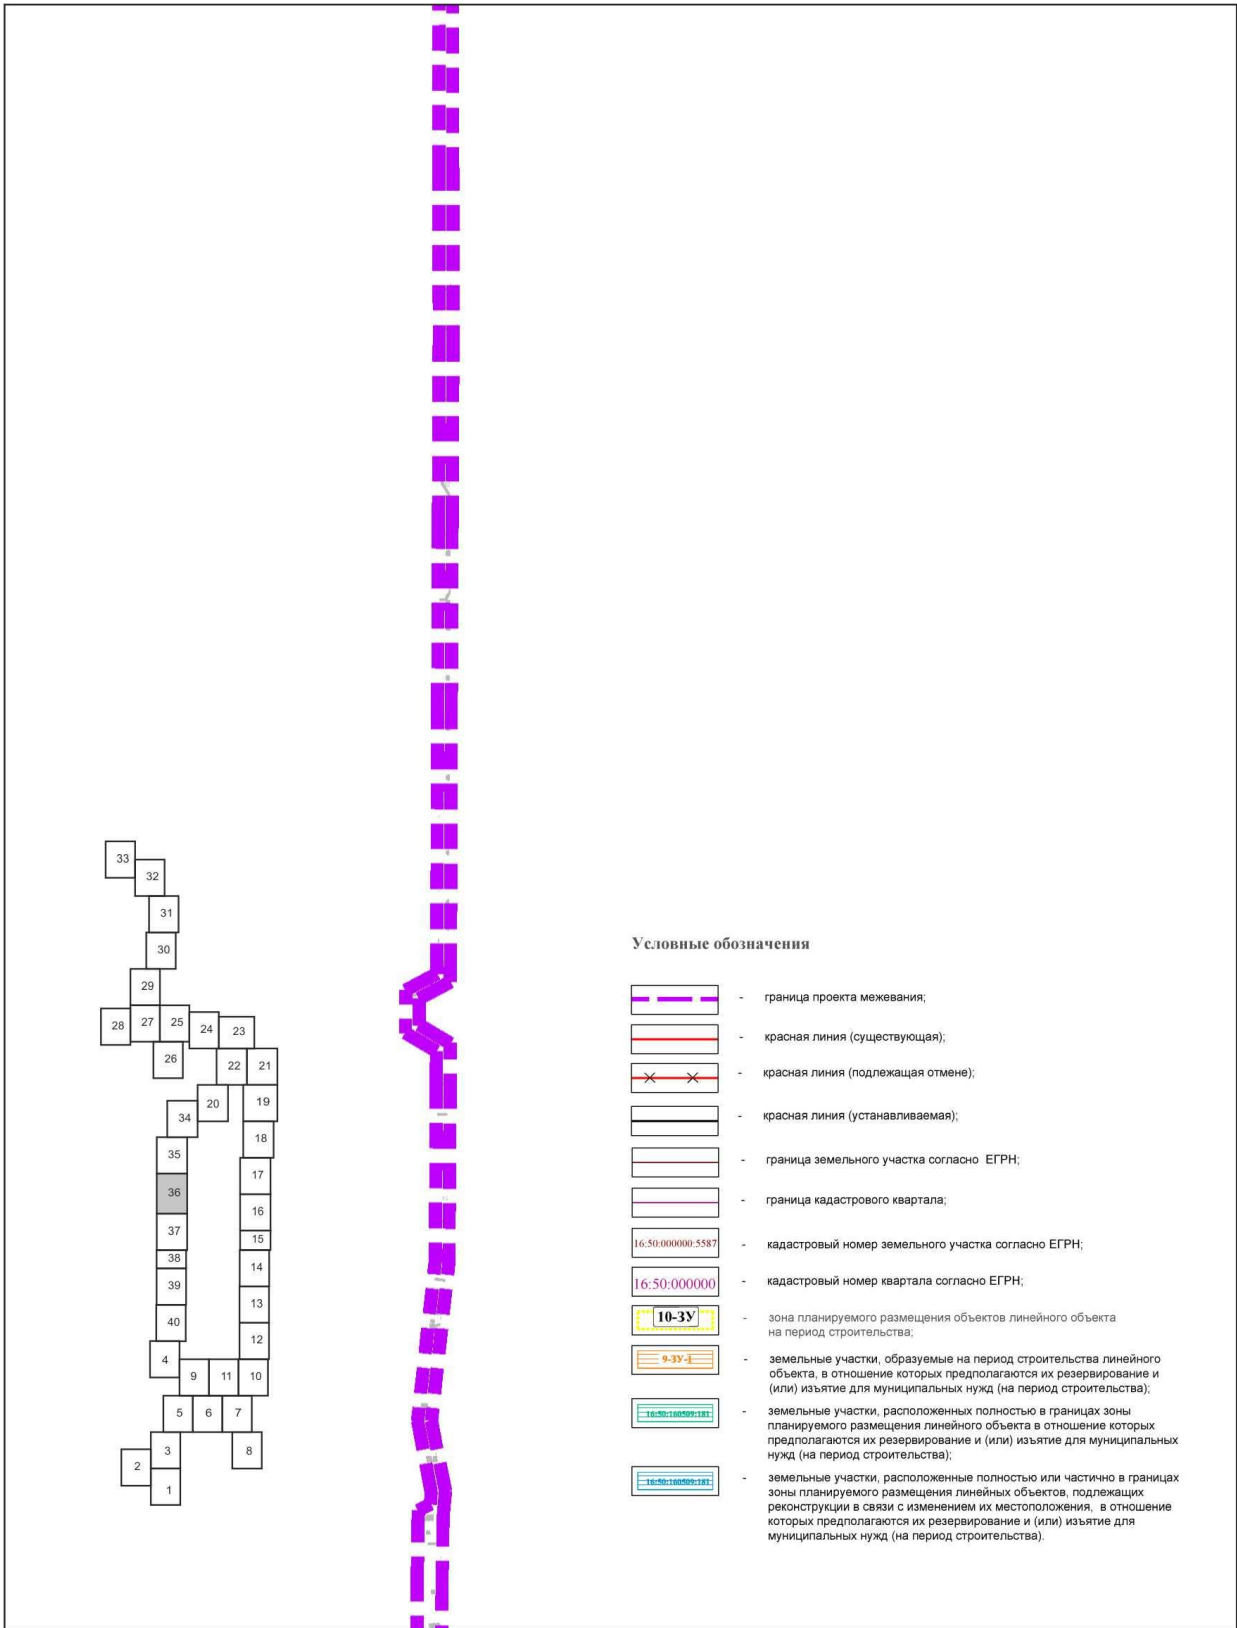 33
32
31
30
29
28
27
25
24
23
26
22
21
20
19
34
18
35
17
36
16
37
15
38
14
39
13
40
12
4
9
11
10
5
6
7
3
8
2
1
Условные обозначения
- граница проекта межевания;
- красная линия (существующая);
- красная линия (подлежащая отмене);
- красная линия (устанавливаемая);
- граница земельного участка согласно ЕГРН;
- граница кадастрового квартала;
16:50:000000:5587 - кадастровый номер земельного участка согласно ЕГРН;
16:50:000000 - кадастровый номер квартала согласно ЕГРН;
10-ЗУ - зона планируемого размещения объектов линейного объекта
на период строительства;
9-ЗУ-1 - земельные участки, образуемые на период строительства линейного
объекта, в отношение которых предполагаются их резервирование и
(или) изъятие для муниципальных нужд (на период строительства);
16:50:160509:181 - земельные участки, расположенных полностью в границах зоны
планируемого размещения линейного объекта в отношение которых
предполагаются их резервирование и (или) изъятие для муниципальных
нужд (на период строительства);
16:50:160509:181 - земельные участки, расположенные полностью или частично в границах
зоны планируемого размещения линейных объектов, подлежащих
реконструкции в связи с изменением их местоположения, в отношение
которых предполагаются их резервирование и (или) изъятие для
муниципальных нужд (на период строительства).